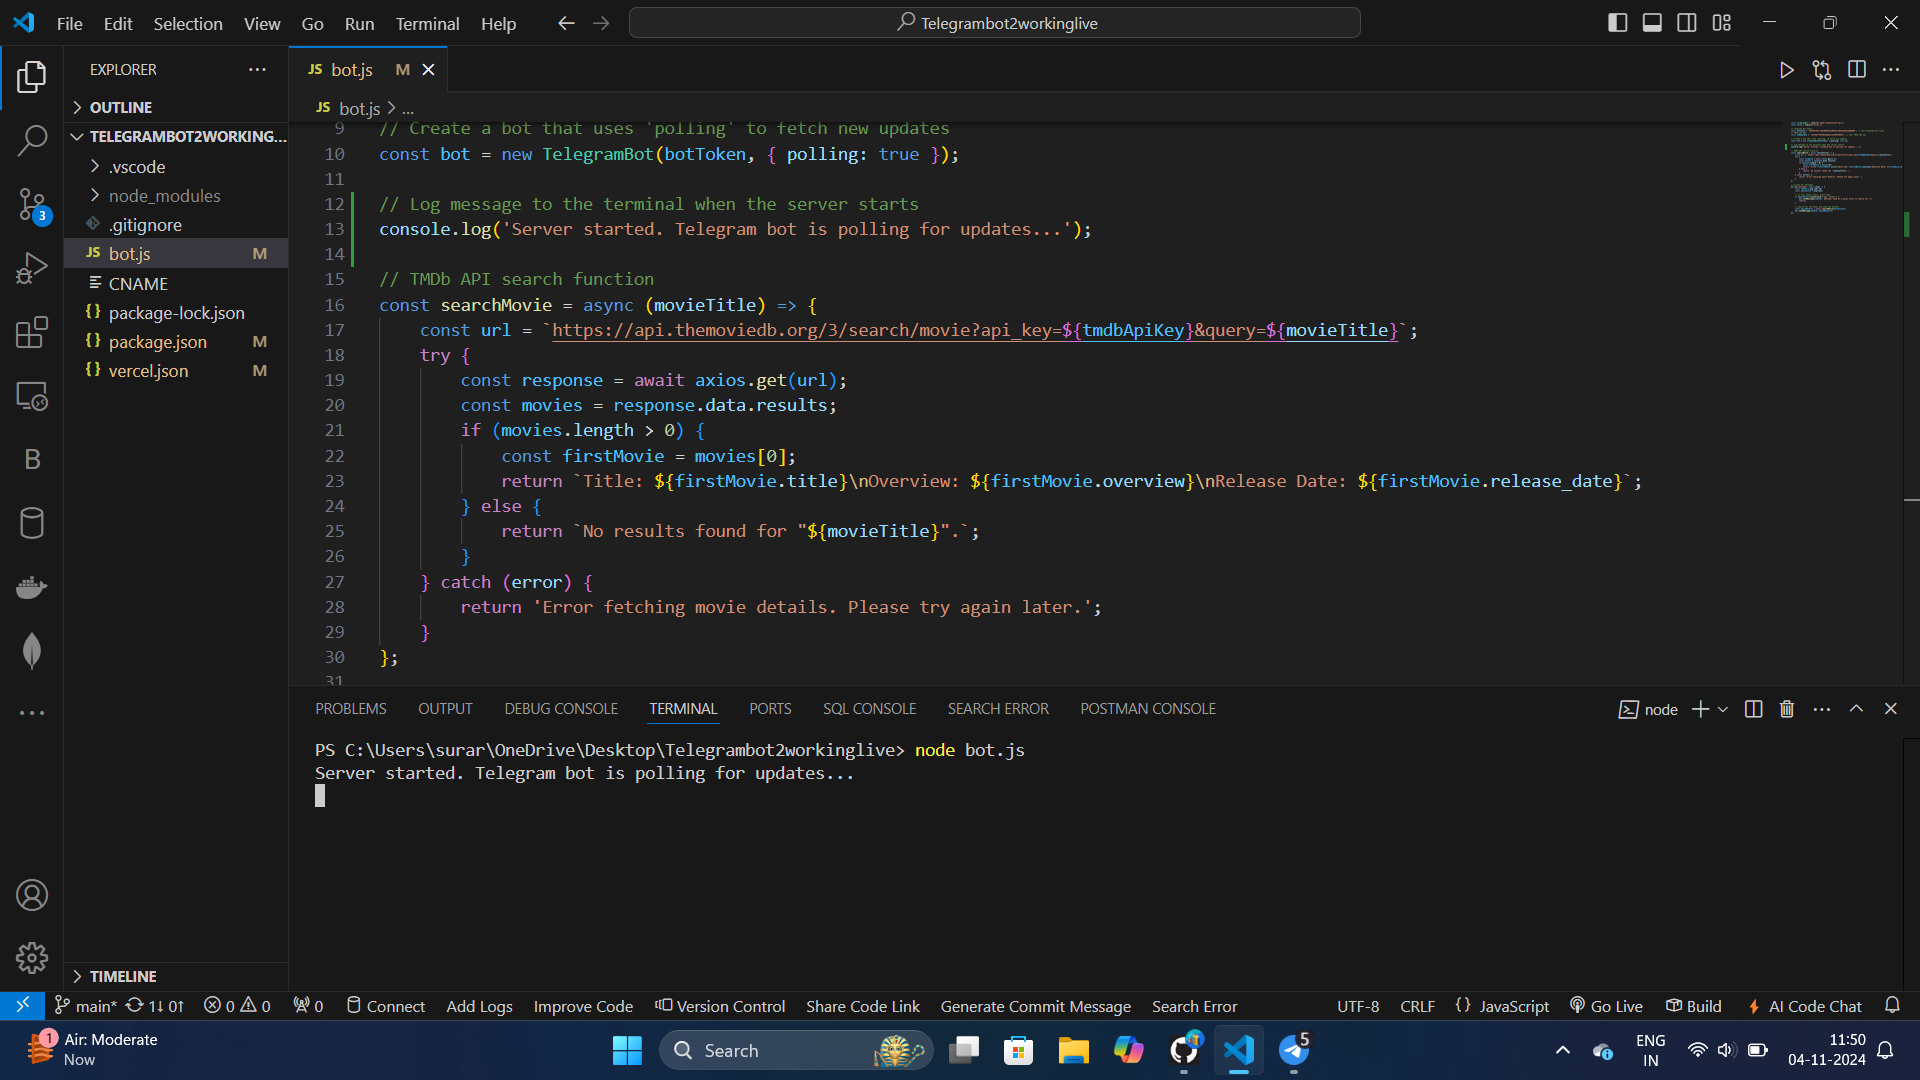 File Edit Selection View Go Run Terminal Help
Telegrambot2workinglive
EXPLORER
OUTLINE
TELEGRAMBOT2WORKING...
.vscode
node_modules
.gitignore
JS bot.js M
CNAME
{} package-lock.json
{} package.json M
{} vercel.json M
TIMELINE
3
B
JS bot.js M
JS bot.js > ...
9 // Create a bot that uses 'polling' to fetch new updates
10 const bot = new TelegramBot(botToken, { polling: true });
11
12 // Log message to the terminal when the server starts
13 console.log('Server started. Telegram bot is polling for updates...');
14
15 // TMDb API search function
16 const searchMovie = async (movieTitle) => {
17 const url = `https://api.themoviedb.org/3/search/movie?api_key=${tmdbApiKey}&query=${movieTitle}`;
18 try {
19 const response = await axios.get(url);
20 const movies = response.data.results;
21 if (movies.length > 0) {
22 const firstMovie = movies[0];
23 return `Title: ${firstMovie.title}\nOverview: ${firstMovie.overview}\nRelease Date: ${firstMovie.release_date}`;
24 } else {
25 return `No results found for "${movieTitle}".`;
26 }
27 } catch (error) {
28 return 'Error fetching movie details. Please try again later.';
29 }
30 };
31
PROBLEMS OUTPUT DEBUG CONSOLE TERMINAL PORTS SQL CONSOLE SEARCH ERROR POSTMAN CONSOLE
node
PS C:\Users\surar\OneDrive\Desktop\Telegrambot2workinglive> node bot.js
Server started. Telegram bot is polling for updates...
main* 1↓ 0↑ 0 0 0 Connect Add Logs Improve Code Version Control Share Code Link Generate Commit Message Search Error UTF-8 CRLF {} JavaScript Go Live Build AI Code Chat
1
Air: Moderate
Now
Search
5
ENG
IN
11:50
04-11-2024